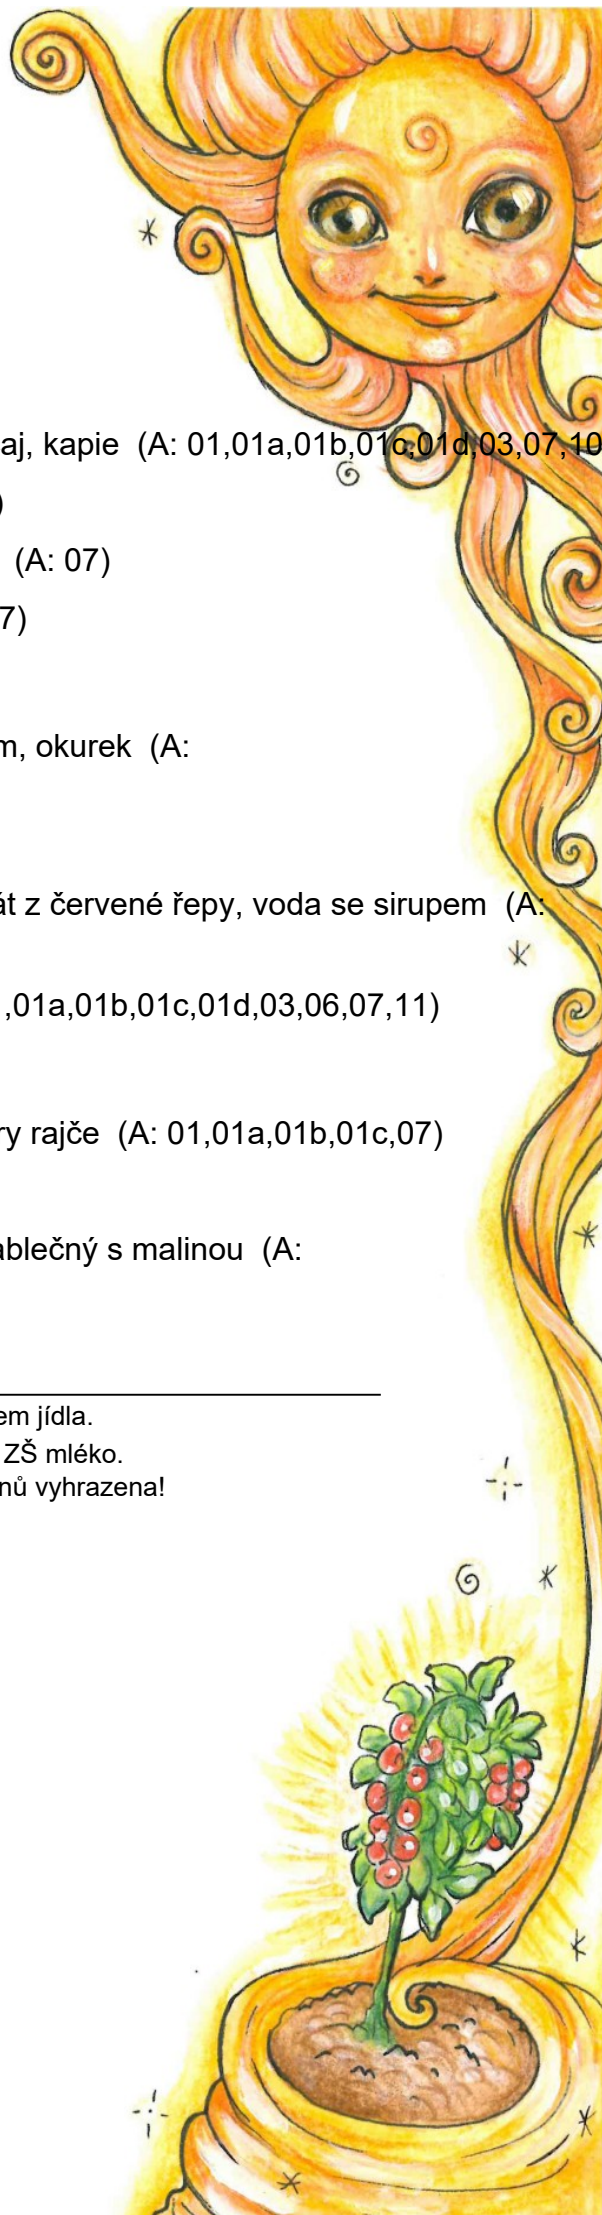 aj, kapie (A: 01,01a,01b,01c,01d,03,07,10
)
(A: 07)
7)
m, okurek (A:
át z červené řepy, voda se sirupem (A:
,01a,01b,01c,01d,03,06,07,11)
ry rajče (A: 01,01a,01b,01c,07)
ablečný s malinou (A:
em jídla.
ZŠ mléko.
nů vyhrazena!